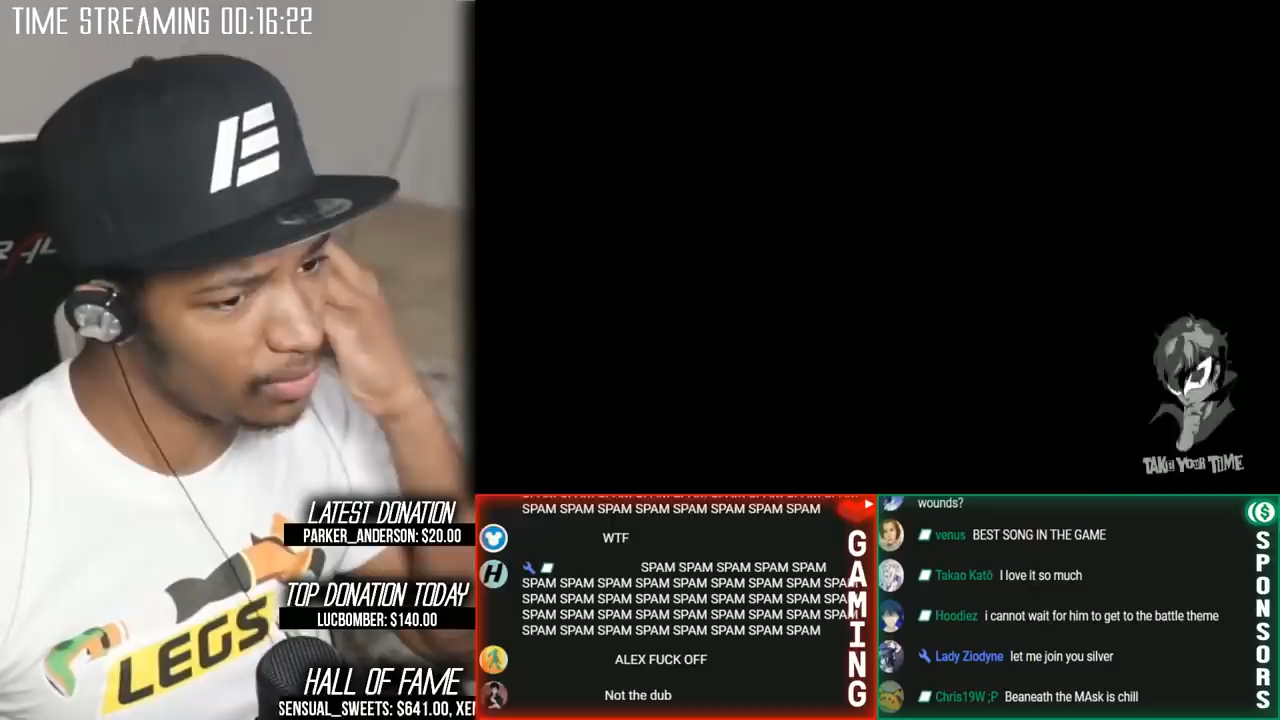 TIME STREAMING 00:16:22
LEGS
LATEST DONATION
PARKER_ANDERSON: $20.00
TOP DONATION TODAY
LUCBOMBER: $140.00
HALL OF FAME
SENSUAL_SWEETS: $641.00, XE
TAKE YOUR TIME
SPAM SPAM SPAM SPAM SPAM SPAM SPAM SPAM
WTF
SPAM SPAM SPAM SPAM SPAM
SPAM SPAM SPAM SPAM SPAM SPAM SPAM SPAM SPAM
SPAM SPAM SPAM SPAM SPAM SPAM SPAM SPAM SPAM
SPAM SPAM SPAM SPAM SPAM SPAM SPAM SPAM SPAM
SPAM SPAM SPAM SPAM SPAM SPAM SPAM SPAM
ALEX FUCK OFF
Not the dub
GAMING
wounds?
venus BEST SONG IN THE GAME
Takao Katō I love it so much
Hoodiez i cannot wait for him to get to the battle theme
Lady Ziodyne let me join you silver
Chris19W ;P Beaneath the MAsk is chill
SPONSORS